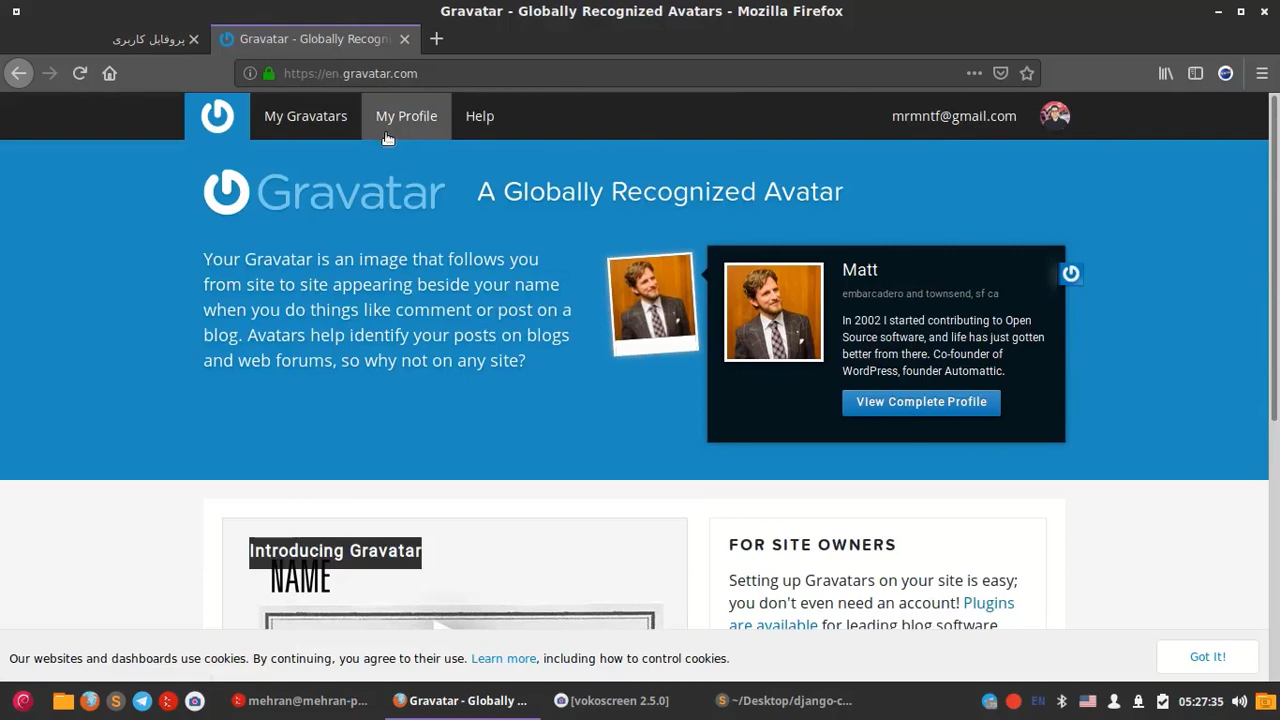 Gravatar - Globally Recognized Avatars - Mozilla Firefox
پروفایل کاربری
Gravatar - Globally Recogn
https://en.gravatar.com
My Gravatars
My Profile
Help
mrmntf@gmail.com
Gravatar
A Globally Recognized Avatar
Your Gravatar is an image that follows you
from site to site appearing beside your name
when you do things like comment or post on a
blog. Avatars help identify your posts on blogs
and web forums, so why not on any site?
Matt
embarcadero and townsend, sf ca
In 2002 I started contributing to Open
Source software, and life has just gotten
better from there. Co-founder of
WordPress, founder Automattic.
View Complete Profile
Introducing Gravatar
NAME
FOR SITE OWNERS
Setting up Gravatars on your site is easy;
you don't even need an account! Plugins
are available for leading blog software
Our websites and dashboards use cookies. By continuing, you agree to their use. Learn more, including how to control cookies.
Got It!
mehran@mehran-p...
Gravatar - Globally ...
[vokoscreen 2.5.0]
~/Desktop/django-c...
EN
05:27:35